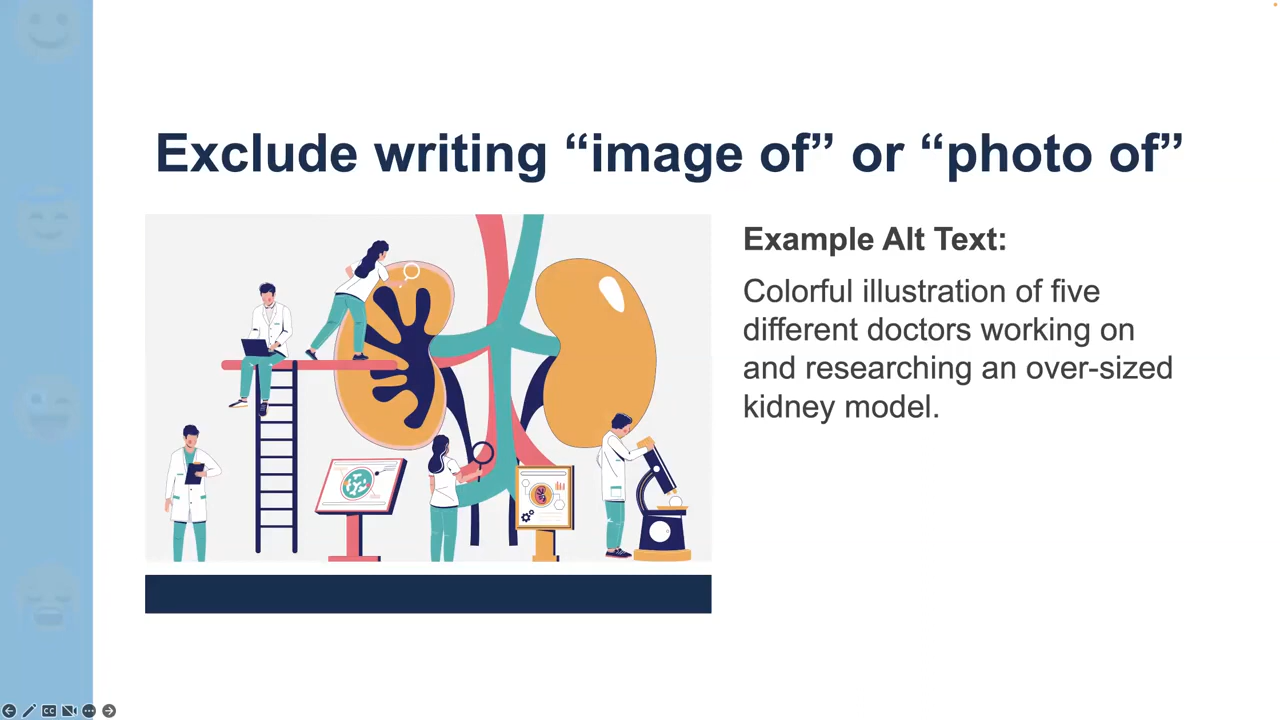 Exclude writing “image of” or “photo of”
Example Alt Text:
Colorful illustration of five
different doctors working on
and researching an over-sized
kidney model.
CC